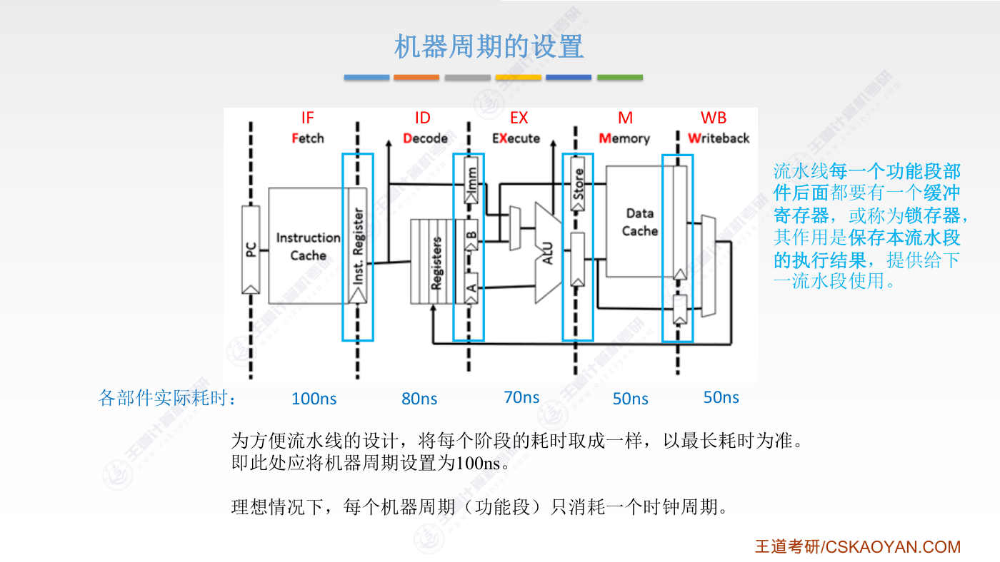 机器周期的设置
IF ID EX M WB
Fetch Decode EXecute Memory Writeback
PC
Instruction
Cache
Inst. Register
Registers
Imm
B
A
ALU
Store
Data
Cache
流水线每一个功能段部
件后面都要有一个缓冲
寄存器，或称为锁存器，
其作用是保存本流水段
的执行结果，提供给下
一流水段使用。
各部件实际耗时： 100ns 80ns 70ns 50ns 50ns
为方便流水线的设计，将每个阶段的耗时取成一样，以最长耗时为准。
即此处应将机器周期设置为100ns。
理想情况下，每个机器周期（功能段）只消耗一个时钟周期。
王道考研/CSKAOYAN.COM